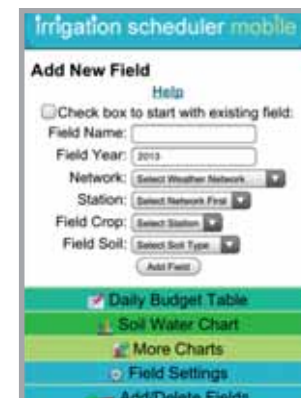 irrigation scheduler mobile
Add New Field
Help
Check box to start with existing field:
Field Name:
Field Year: 2013
Network: Select Weather Network
Station: Select Network First
Field Crop: Select Station
Field Soil: Select Soil Type
Add Field
Daily Budget Table
Soil Water Chart
More Charts
Field Settings
Add/Delete Fields